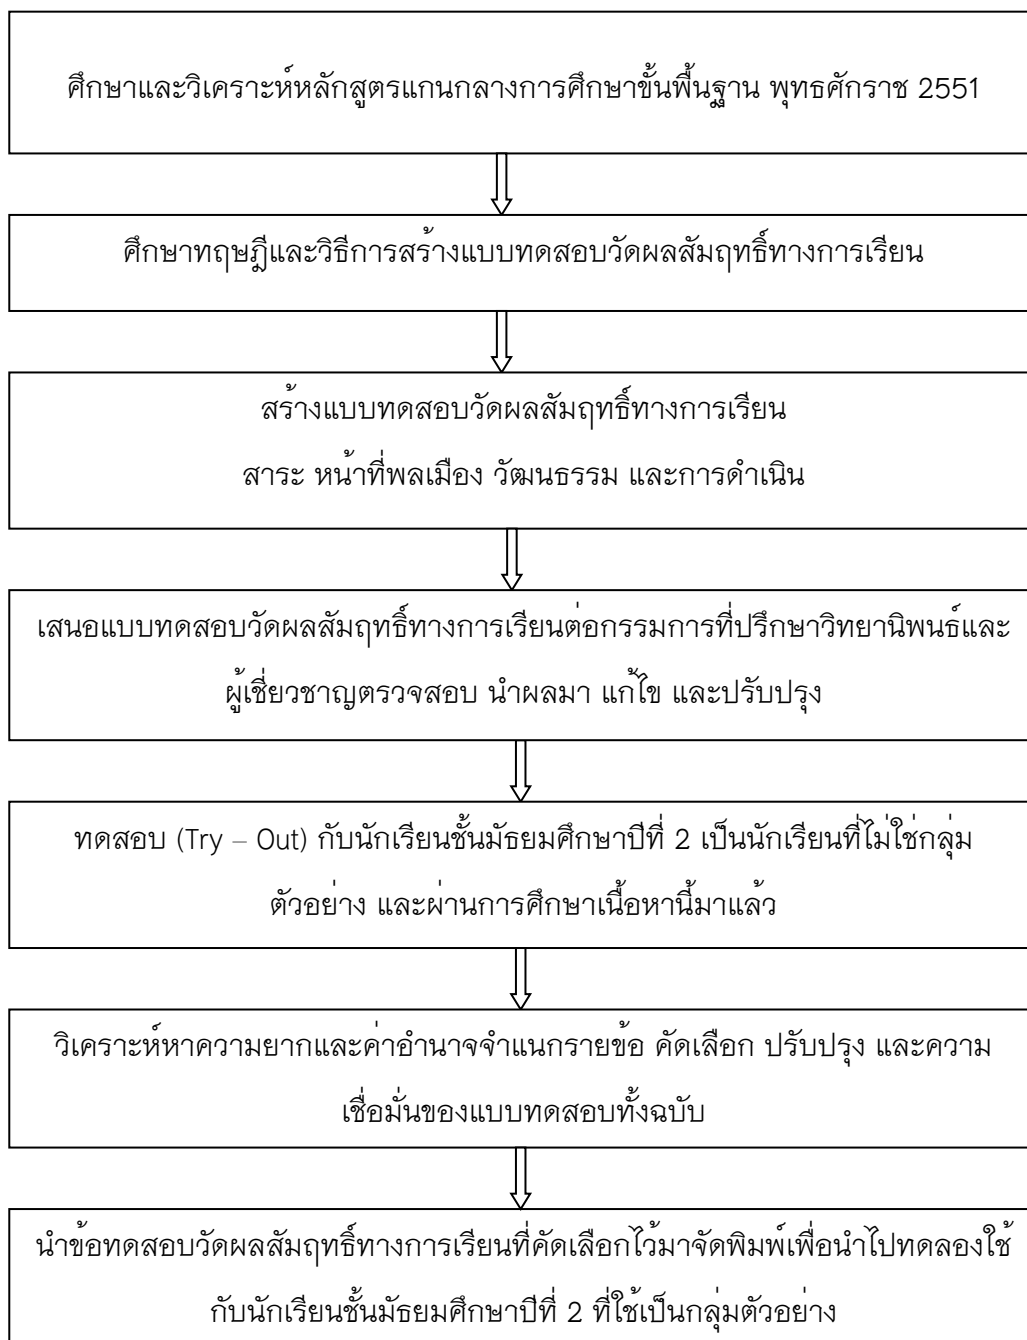 ศึกษาและวิเคราะห์หลักสูตรแกนกลางการศึกษาขั้นพื้นฐาน พุทธศักราช 2551
ศึกษาทฤษฎีและวิธีการสร้างแบบทดสอบวัดผลสัมฤทธิ์ทางการเรียน
สร้างแบบทดสอบวัดผลสัมฤทธิ์ทางการเรียน
สาระ หน้าที่พลเมือง วัฒนธรรม และการดำเนิน
เสนอแบบทดสอบวัดผลสัมฤทธิ์ทางการเรียนต่อกรรมการที่ปรึกษาวิทยานิพนธ์และ
ผู้เชี่ยวชาญตรวจสอบ นำผลมา แก้ไข และปรับปรุง
ทดสอบ (Try – Out) กับนักเรียนชั้นมัธยมศึกษาปีที่ 2 เป็นนักเรียนที่ไม่ใช่กลุ่ม
ตัวอย่าง และผ่านการศึกษาเนื้อหานี้มาแล้ว
วิเคราะห์หาความยากและค่าอำนาจจำแนกรายข้อ คัดเลือก ปรับปรุง และความ
เชื่อมั่นของแบบทดสอบทั้งฉบับ
นำข้อทดสอบวัดผลสัมฤทธิ์ทางการเรียนที่คัดเลือกไว้มาจัดพิมพ์เพื่อนำไปทดลองใช้
กับนักเรียนชั้นมัธยมศึกษาปีที่ 2 ที่ใช้เป็นกลุ่มตัวอย่าง